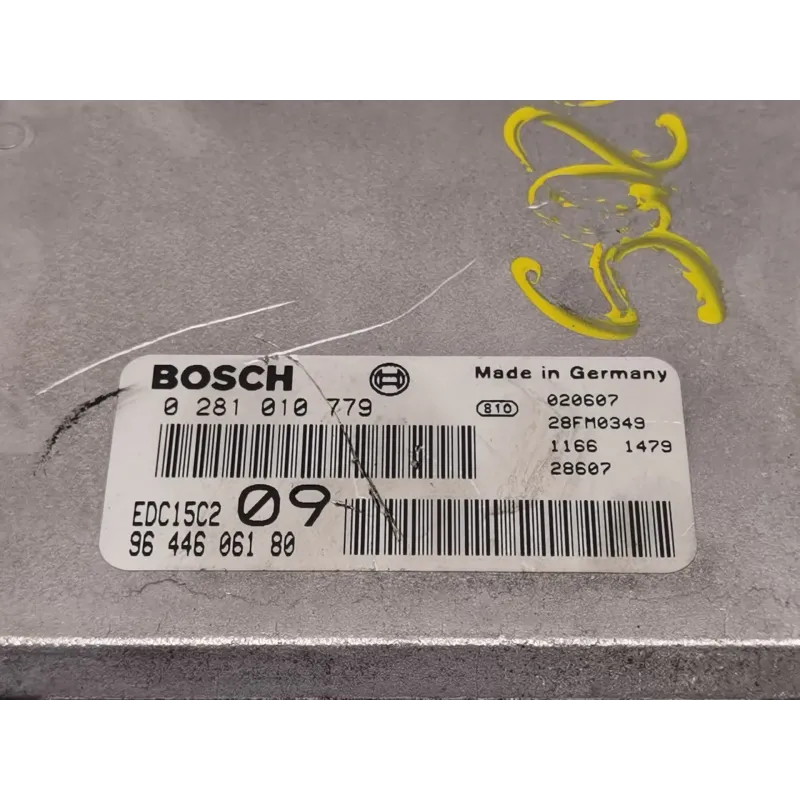 BOSCH
0 281 010 779
EDC15C2 09
96 446 061 80
Made in Germany
810 020607
28FM0349
1166 1479
28607